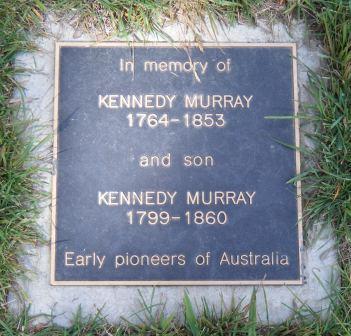 In memory of
KENNEDY MURRAY
1764-1853
and son
KENNEDY MURRAY
1799-1860
Early pioneers of Australia